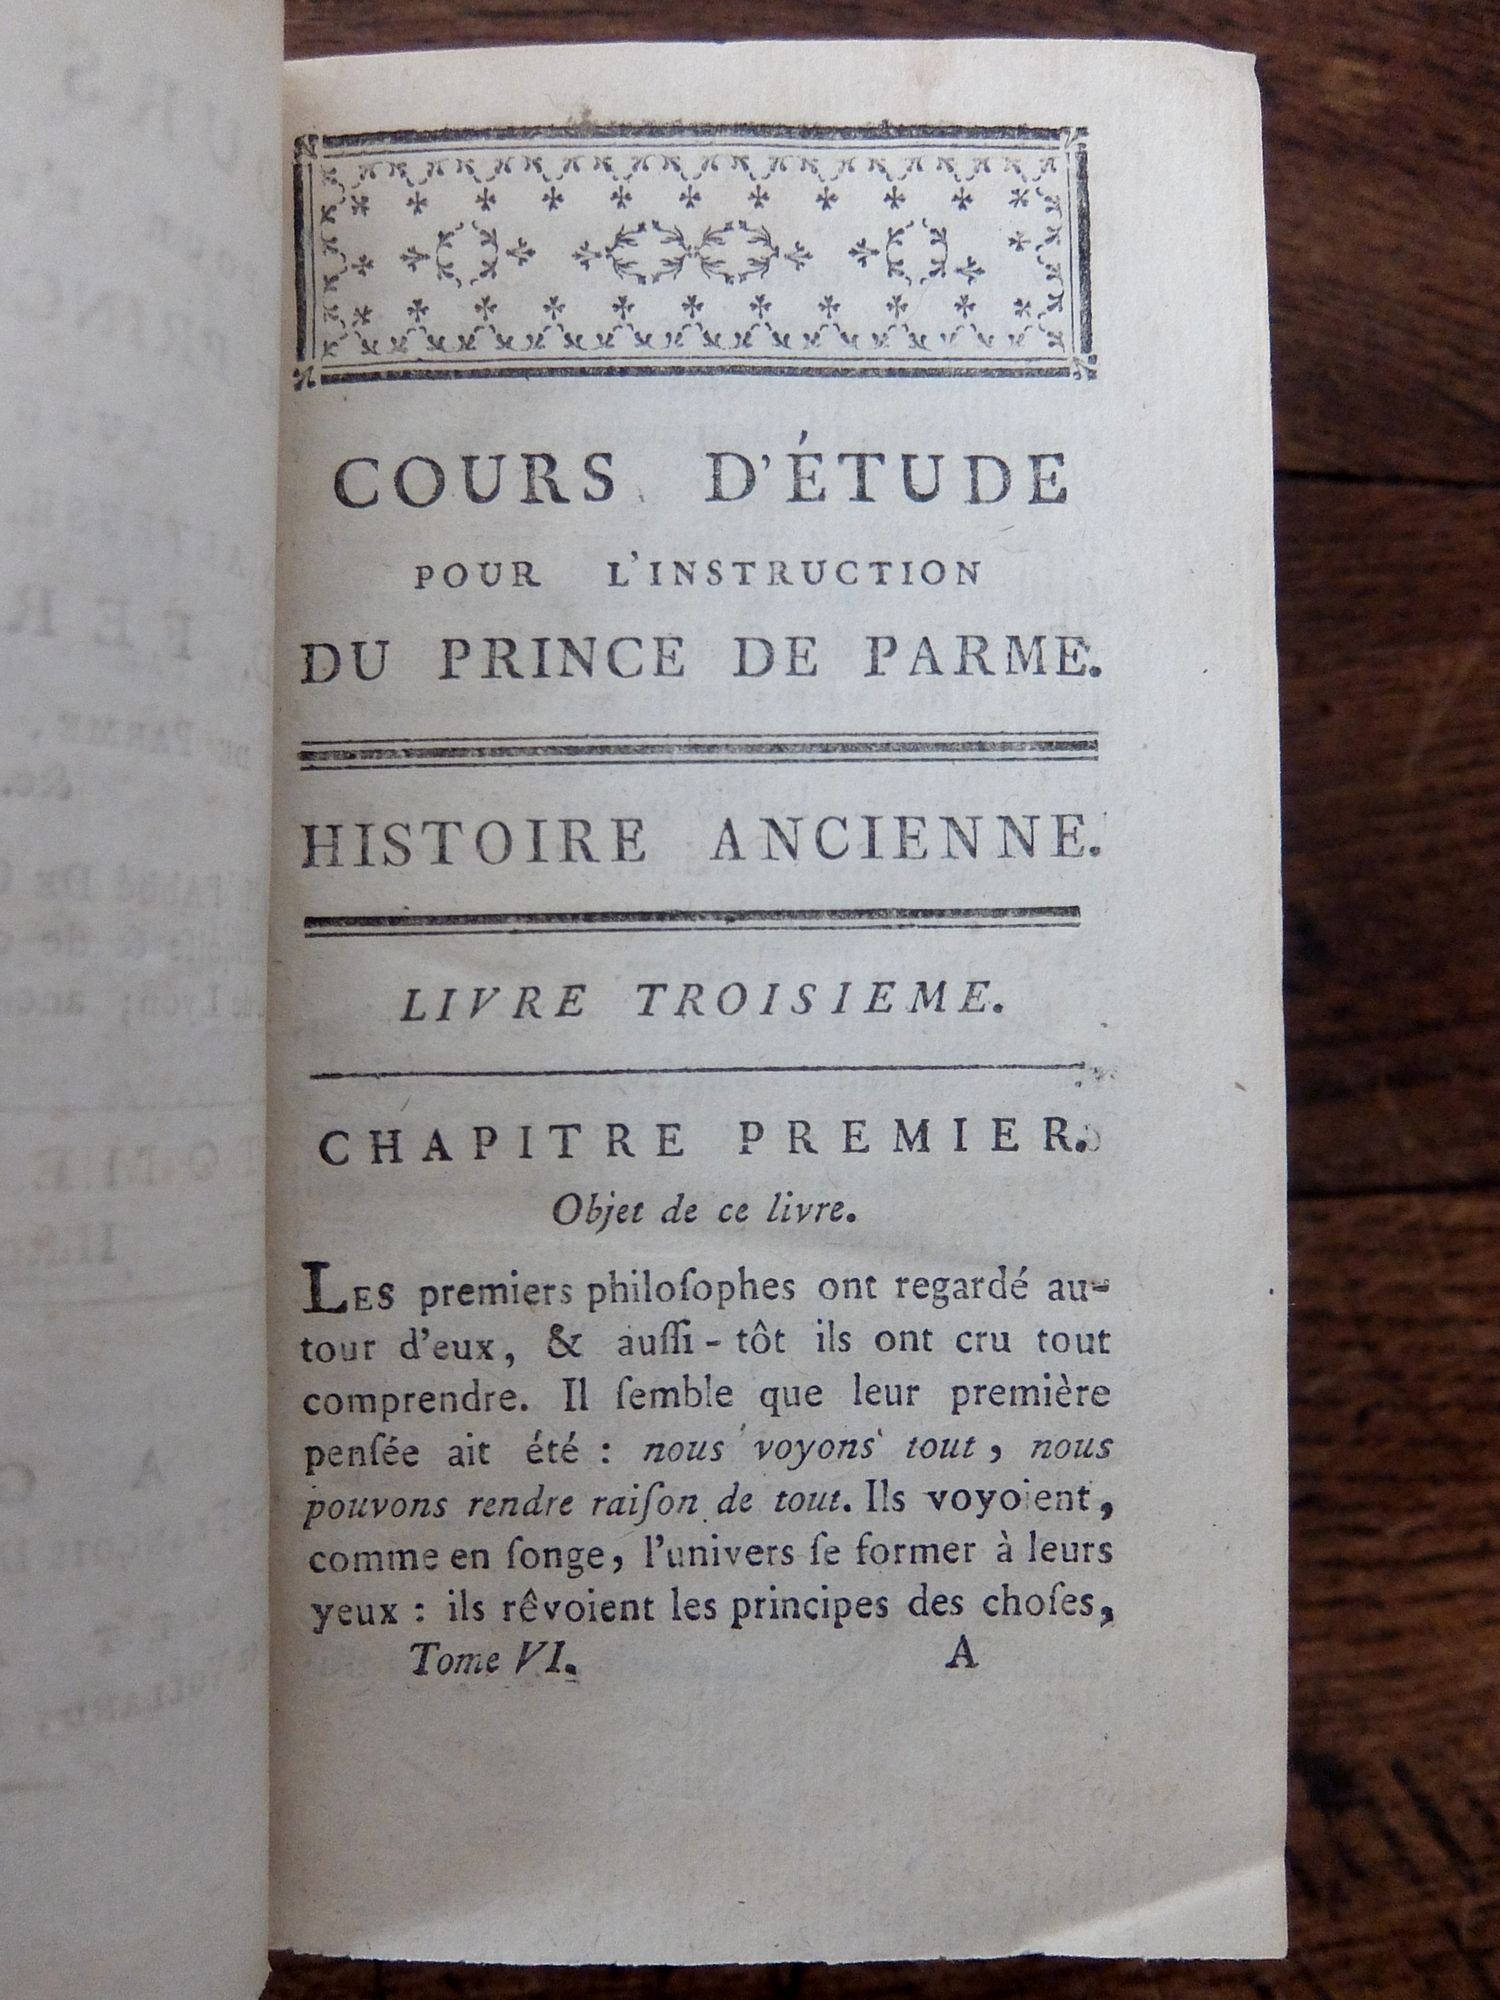 COURS D'ÉTUDE
POUR L'INSTRUCTION
DU PRINCE DE PARME.
HISTOIRE ANCIENNE.
LIVRE TROISIEME.
CHAPITRE PREMIER.
Objet de ce livre.
LES premiers philoſophes ont regardé au-
tour d'eux, & auſſi-tôt ils ont cru tout
comprendre. Il ſemble que leur première
penſée ait été : nous voyons tout, nous
pouvons rendre raiſon de tout. Ils voyoient,
comme en ſonge, l'univers ſe former à leurs
yeux : ils rêvoient les principes des choſes,
Tome VI. A